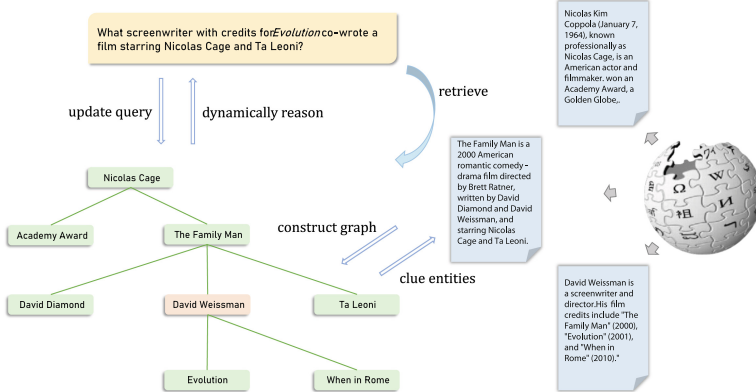 What screenwriter with credits for Evolution co-wrote a
film starring Nicolas Cage and Ta Leoni?
Nicolas Kim
Coppola (January 7,
1964), known
professionally as
Nicolas Cage, is an
American actor and
filmmaker. won an
Academy Award, a
Golden Globe,.
update query
dynamically reason
retrieve
The Family Man is a
2000 American
romantic comedy-
drama film directed
by Brett Ratner,
written by David
Diamond and David
Weissman, and
starring Nicolas
Cage and Ta Leoni.
Ω
W
И
祖
Nicolas Cage
Academy Award
The Family Man
construct graph
clue entities
David Diamond
David Weissman
Ta Leoni
Evolution
When in Rome
David Weissman is
a screenwriter and
director.His film
credits include "The
Family Man" (2000),
"Evolution" (2001),
and "When in
Rome" (2010)."